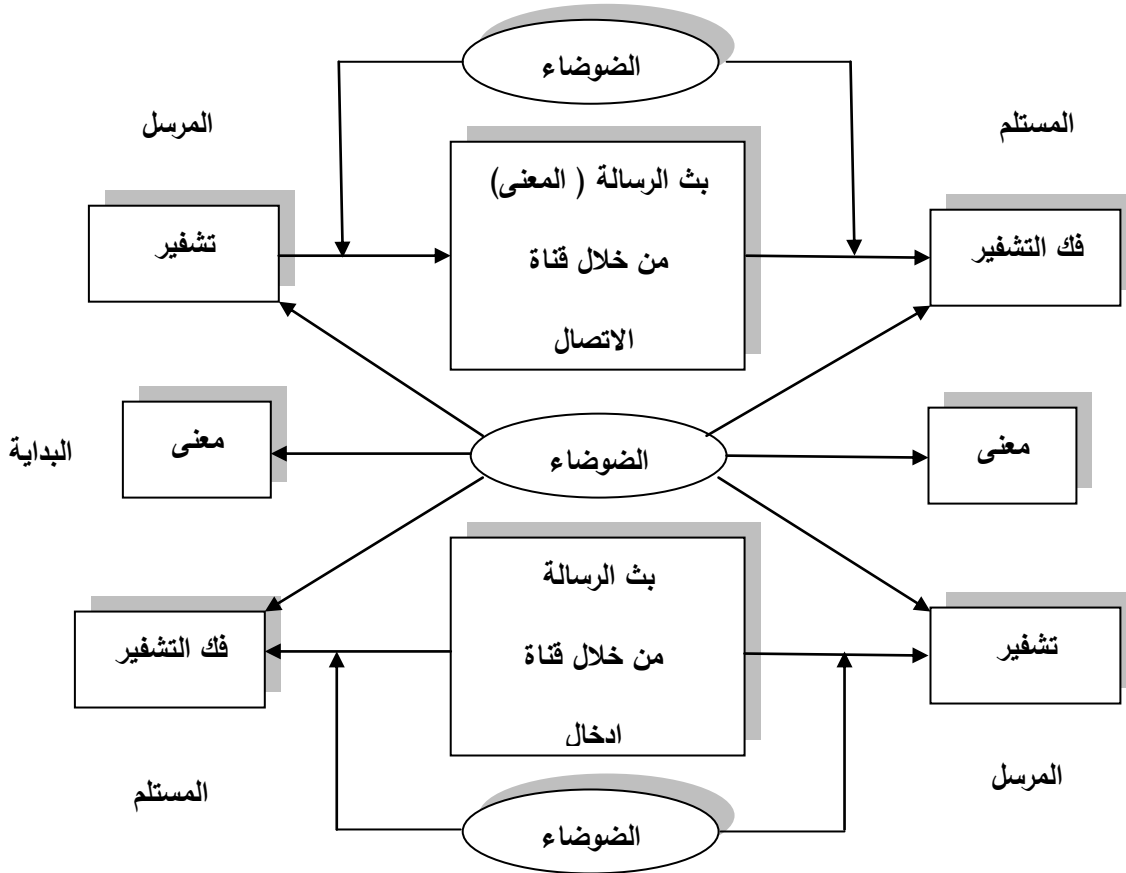 الضوضاء
المستلم
المرسل
بث الرسالة ( المعنى)
من خلال قناة
الاتصال
فك التشفير
تشفير
معنى
الضوضاء
معنى
البداية
بث الرسالة
من خلال قناة
ادخال
تشفير
فك التشفير
المرسل
المستلم
الضوضاء